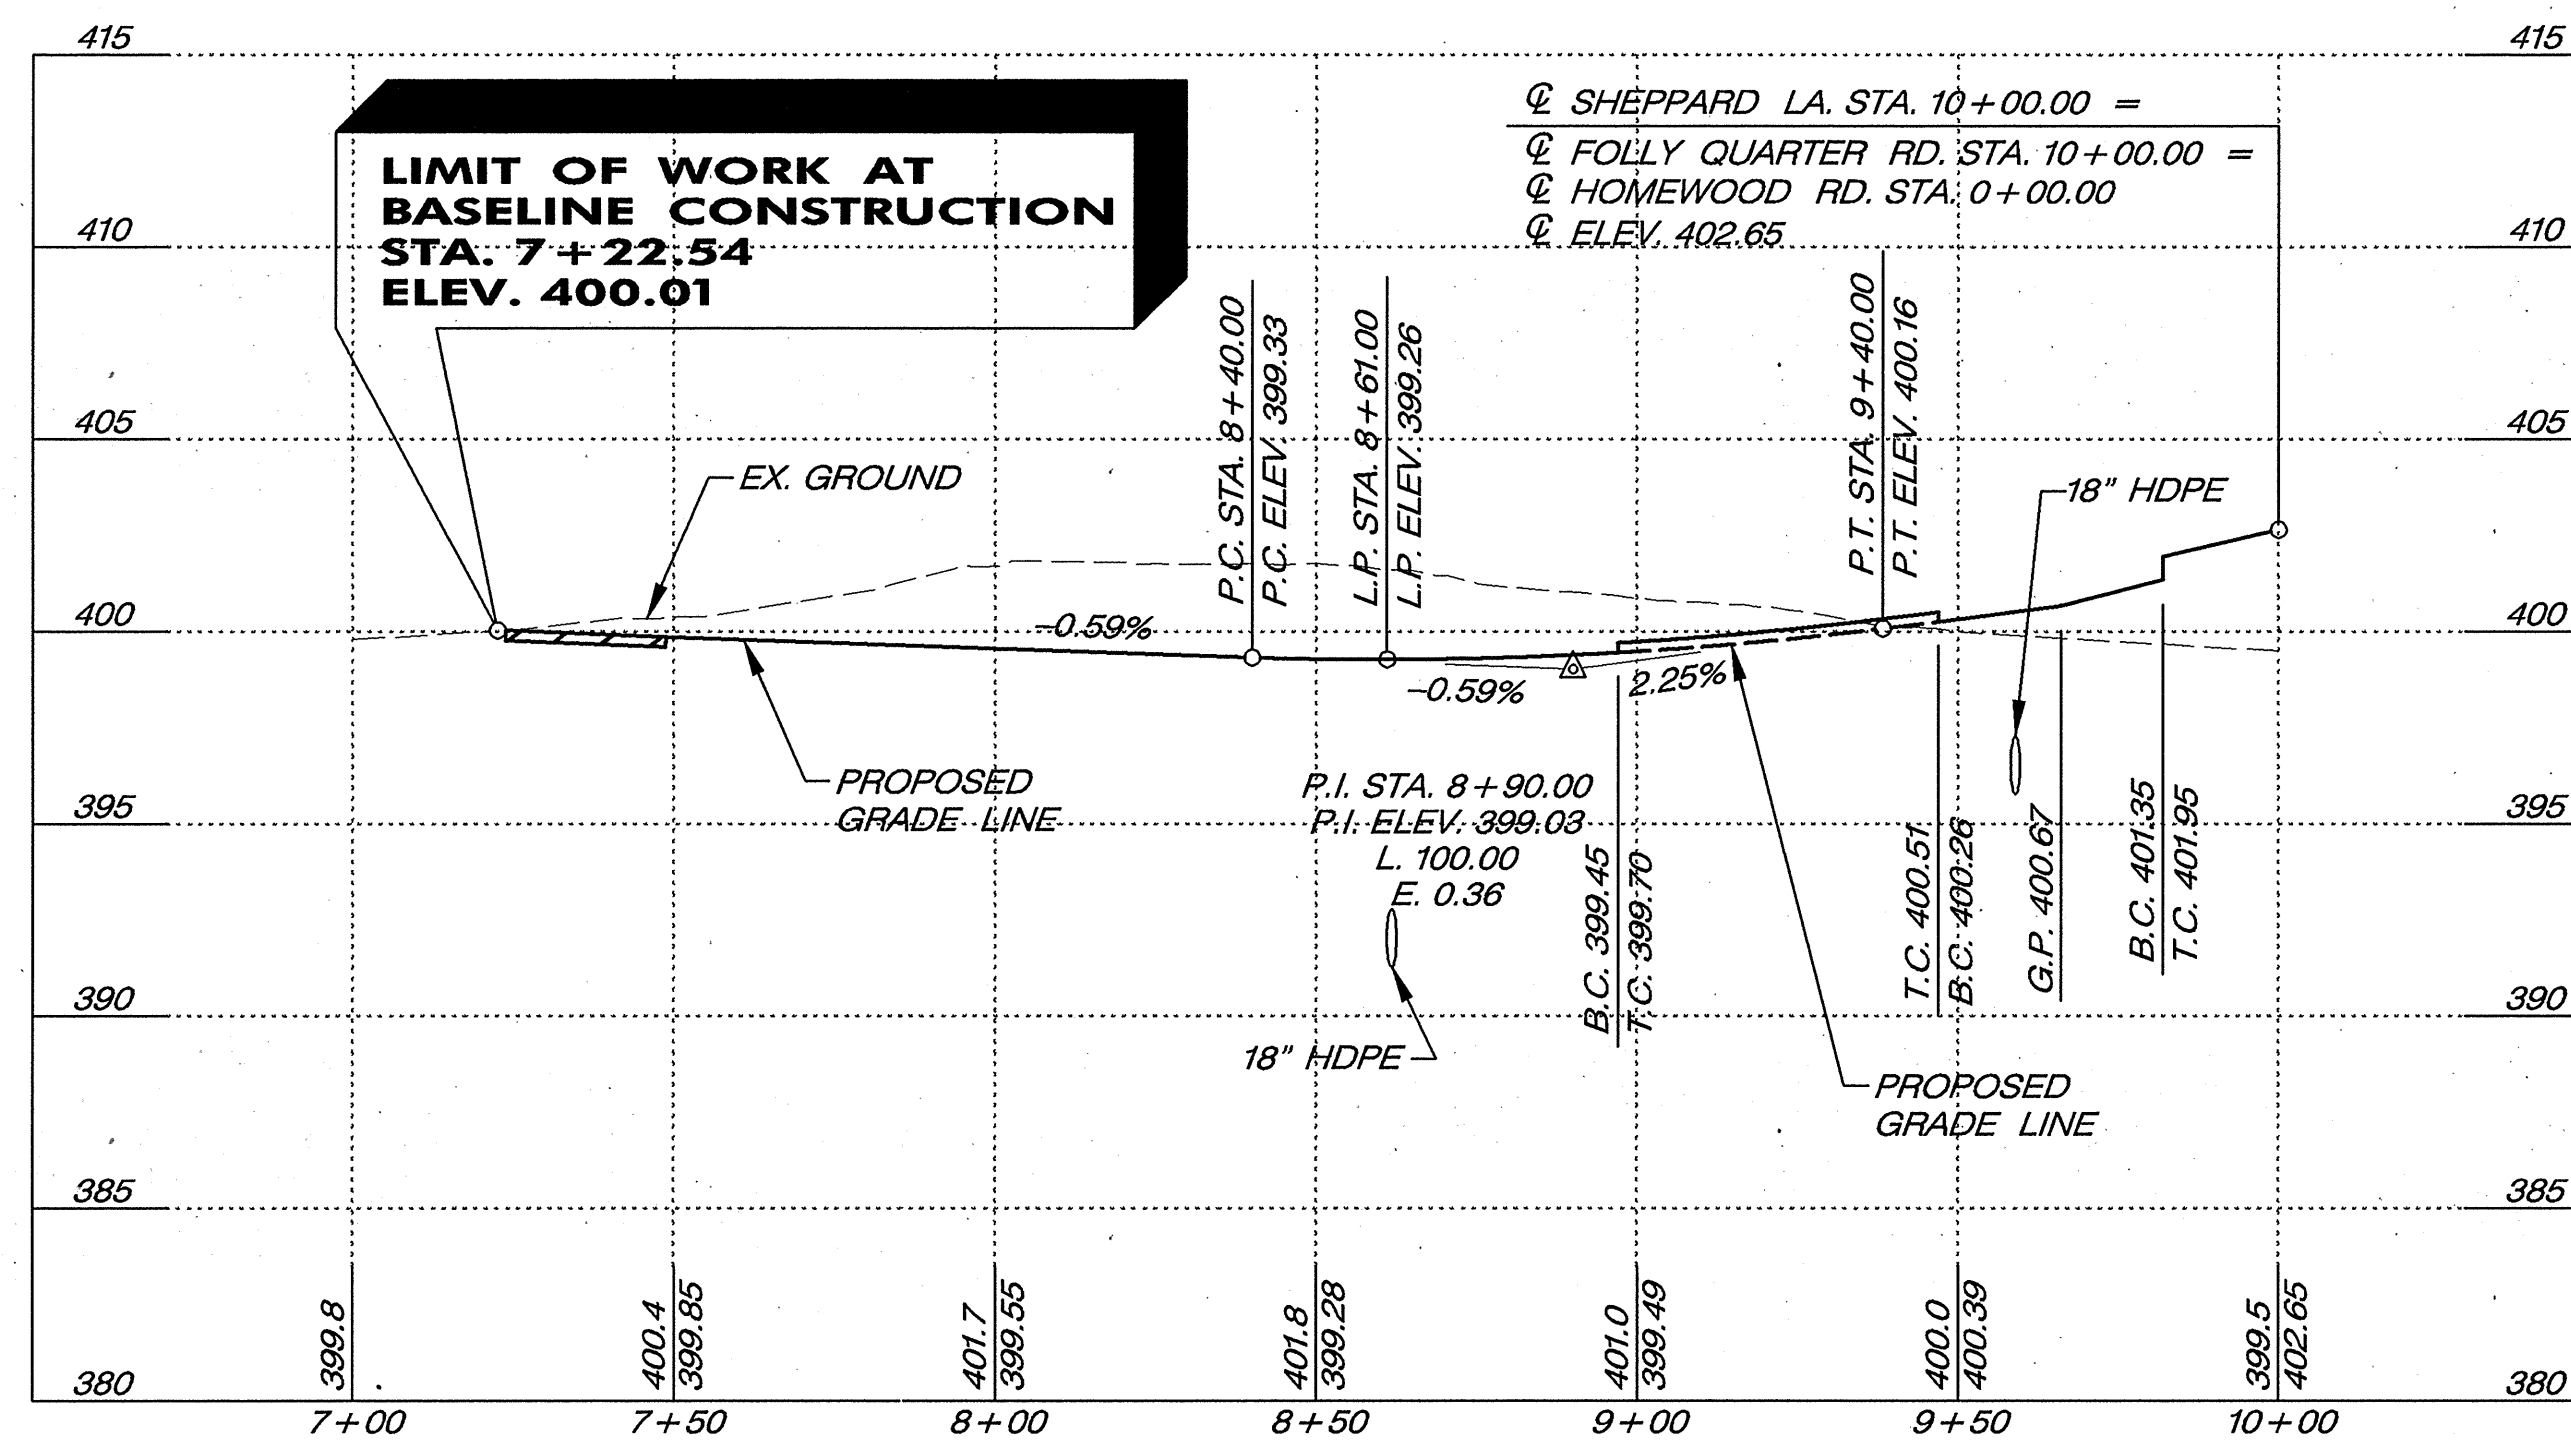 415
415
LIMIT OF WORK AT
BASELINE CONSTRUCTION
STA. 7+22.54
ELEV. 400.01
℄ SHEPPARD LA. STA. 10+00.00 =
℄ FOLLY QUARTER RD. STA. 10+00.00 =
℄ HOMEWOOD RD. STA. 0+00.00
℄ ELEV. 402.65
410
410
P.C. STA. 8+40.00
P.C. ELEV. 399.33
L.P. STA. 8+61.00
L.P. ELEV. 399.26
P.T. STA. 9+40.00
P.T. ELEV. 400.16
405
405
EX. GROUND
18" HDPE
400
400
-0.59%
-0.59%
2.25%
PROPOSED
GRADE LINE
P.I. STA. 8+90.00
P.I. ELEV. 399.03
L. 100.00
E. 0.36
395
395
B.C. 399.45
T.C. 399.70
T.C. 400.51
B.C. 400.26
G.P. 400.67
B.C. 401.35
T.C. 401.95
390
390
18" HDPE
PROPOSED
GRADE LINE
385
385
399.8
400.4
399.85
401.7
399.55
401.8
399.28
401.0
399.49
400.0
400.39
399.5
402.65
380
380
7+00
7+50
8+00
8+50
9+00
9+50
10+00